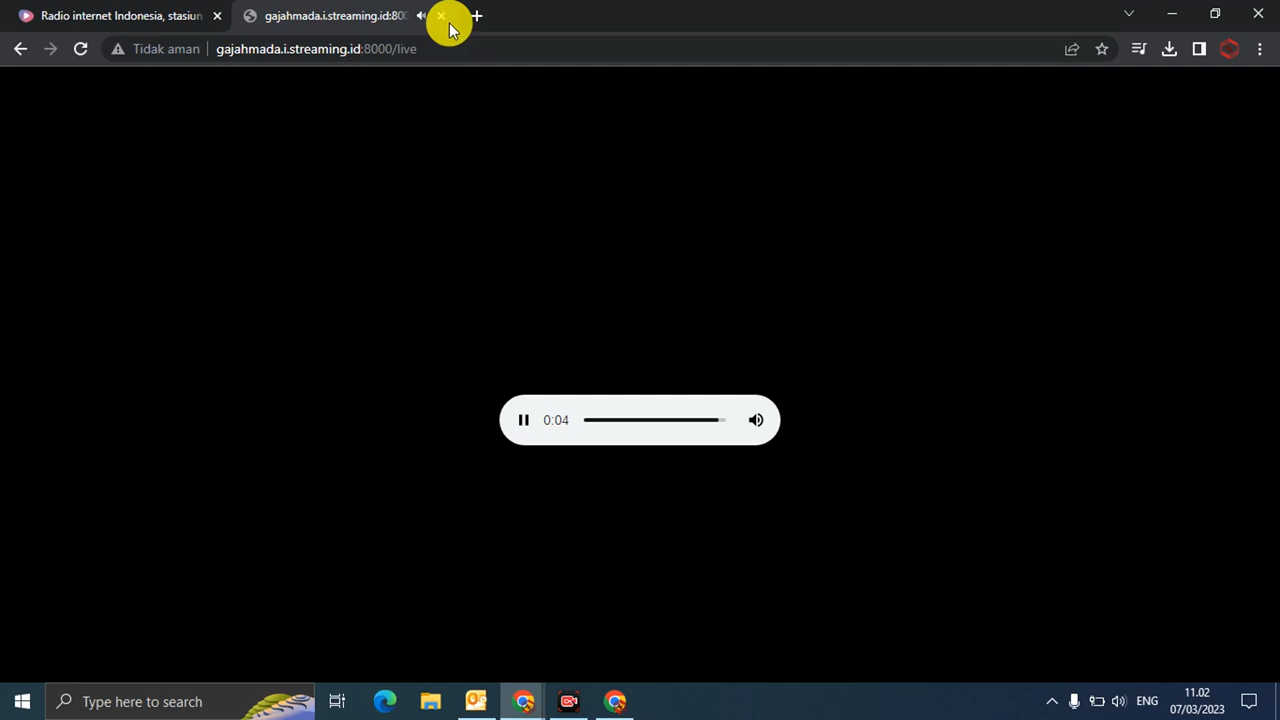 Radio internet Indonesia, stasiun
gajahmada.i.streaming.id:800
Tidak aman
gajahmada.i.streaming.id:8000/live
0:04
Type here to search
ENG
11.02
07/03/2023